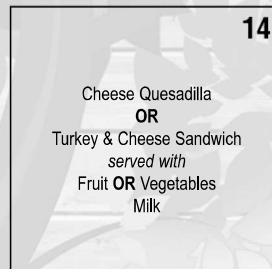 14
Cheese Quesadilla
OR
Turkey & Cheese Sandwich
served with
Fruit OR Vegetables
Milk